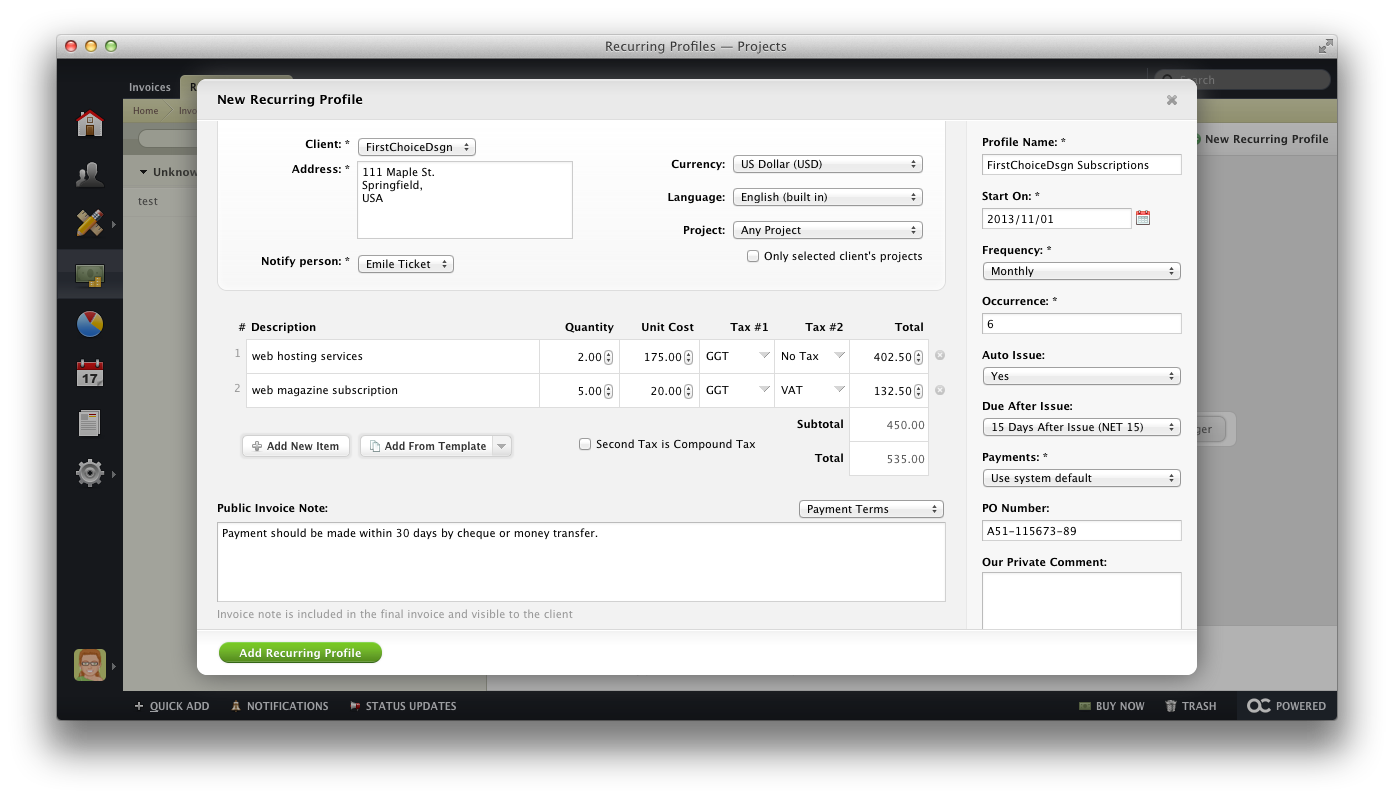 Recurring Profiles — Projects
Invoices
Search
Home
New Recurring Profile
Unknow
test
17
New Recurring Profile
Client: * FirstChoiceDsgn
Address: * 111 Maple St.
Springfield,
USA
Notify person: * Emile Ticket
Currency: US Dollar (USD)
Language: English (built in)
Project: Any Project
Only selected client's projects
# Description Quantity Unit Cost Tax #1 Tax #2 Total
1 web hosting services 2.00 175.00 GGT No Tax 402.50
2 web magazine subscription 5.00 20.00 GGT VAT 132.50
Subtotal 450.00
Add New Item Add From Template Second Tax is Compound Tax
Total 535.00
Public Invoice Note: Payment Terms
Payment should be made within 30 days by cheque or money transfer.
Invoice note is included in the final invoice and visible to the client
Profile Name: *
FirstChoiceDsgn Subscriptions
Start On: *
2013/11/01
Frequency: *
Monthly
Occurrence: *
6
Auto Issue:
Yes
Due After Issue:
15 Days After Issue (NET 15)
Payments: *
Use system default
PO Number:
A51-115673-89
Our Private Comment:
Add Recurring Profile
QUICK ADD NOTIFICATIONS STATUS UPDATES BUY NOW TRASH POWERED